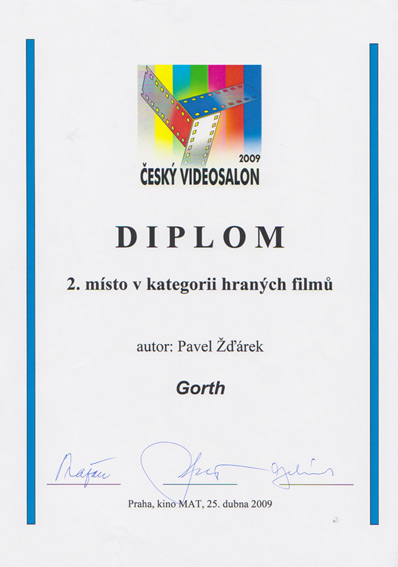 2009
ČESKÝ VIDEOSALON
DIPLOM
2. místo v kategorii hraných filmů
autor: Pavel Žďárek
Gorth
Praha, kino MAT, 25. dubna 2009